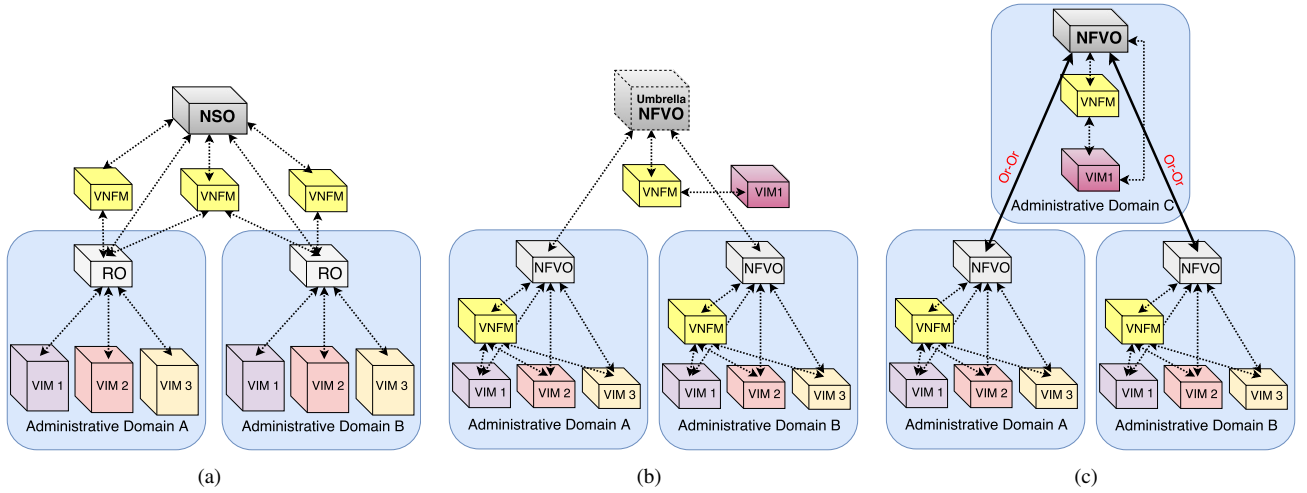 NSO
VNFM
VNFM
VNFM
RO
RO
VIM 1
VIM 2
VIM 3
VIM 1
VIM 2
VIM 3
Administrative Domain A
Administrative Domain B
(a)
Umbrella
NFVO
VNFM
VIM1
NFVO
NFVO
VNFM
VNFM
VIM 1
VIM 2
VIM 3
VIM 1
VIM 2
VIM 3
Administrative Domain A
Administrative Domain B
(b)
NFVO
VNFM
VIM1
Or-Or
Or-Or
Administrative Domain C
NFVO
NFVO
VNFM
VNFM
VIM 1
VIM 2
VIM 3
VIM 1
VIM 2
VIM 3
Administrative Domain A
Administrative Domain B
(c)